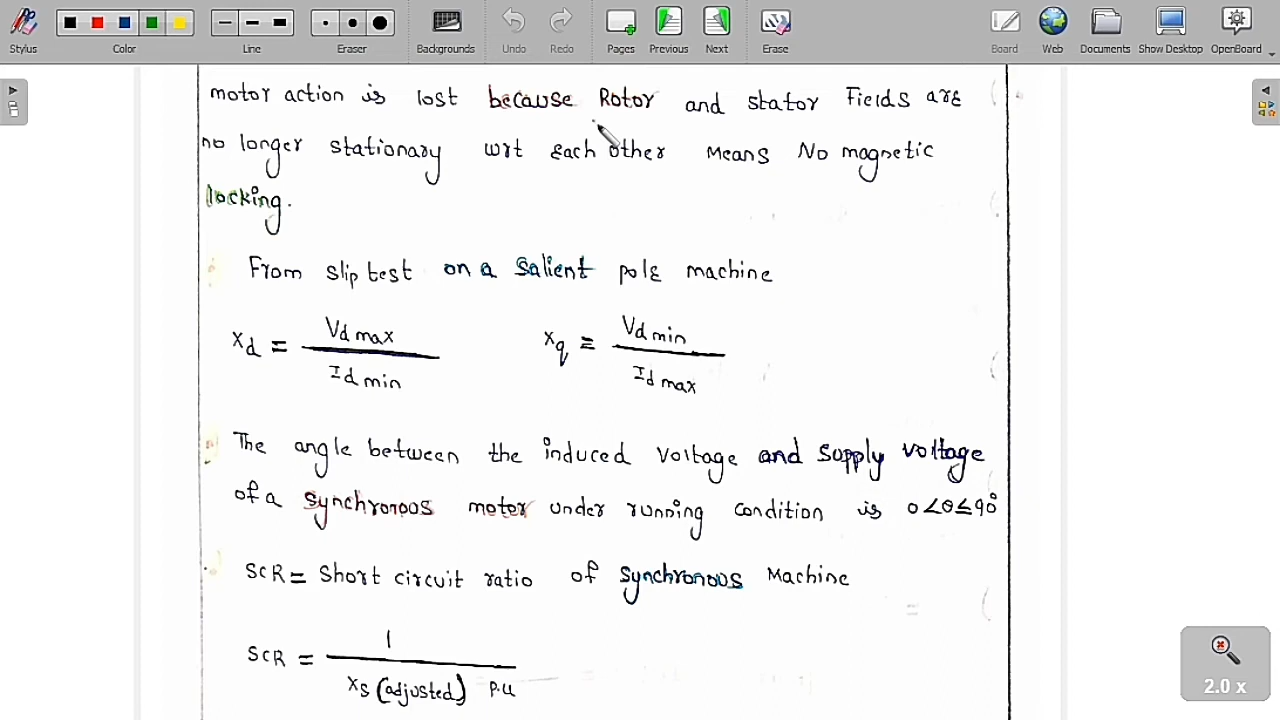 Stylus Color Line Eraser Backgrounds Undo Redo Pages Previous Next Erase Board Web Documents Show Desktop OpenBoard
motor action is lost because Rotor and stator Fields are
no longer stationary wrt each other Means No magnetic
locking.
From slip test on a salient pole machine
Xd = Vd max / Id min Xq = Vd min / Id max
The angle between the induced voltage and supply voltage
of a synchronous motor under running condition is 0<θ≤90°
SCR = Short circuit ratio of synchronous Machine
SCR = 1 / Xs (adjusted) P.U
2.0 x